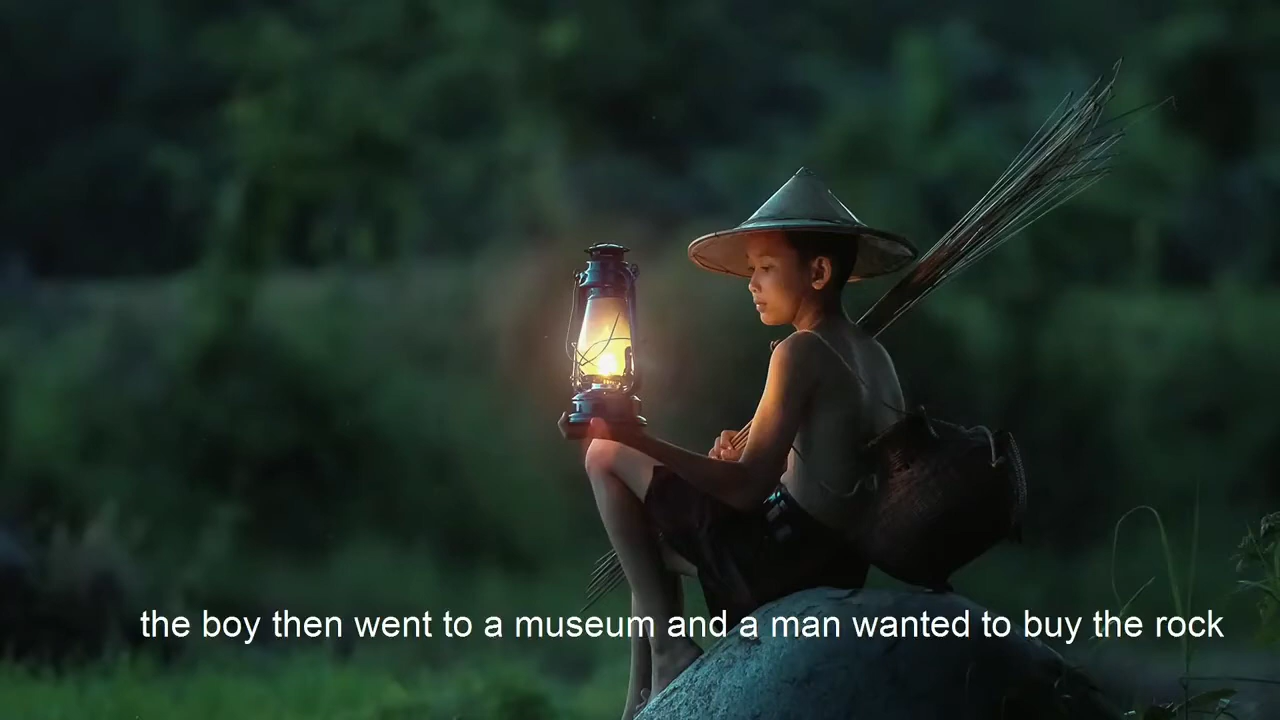 the boy then went to a museum and a man wanted to buy the rock